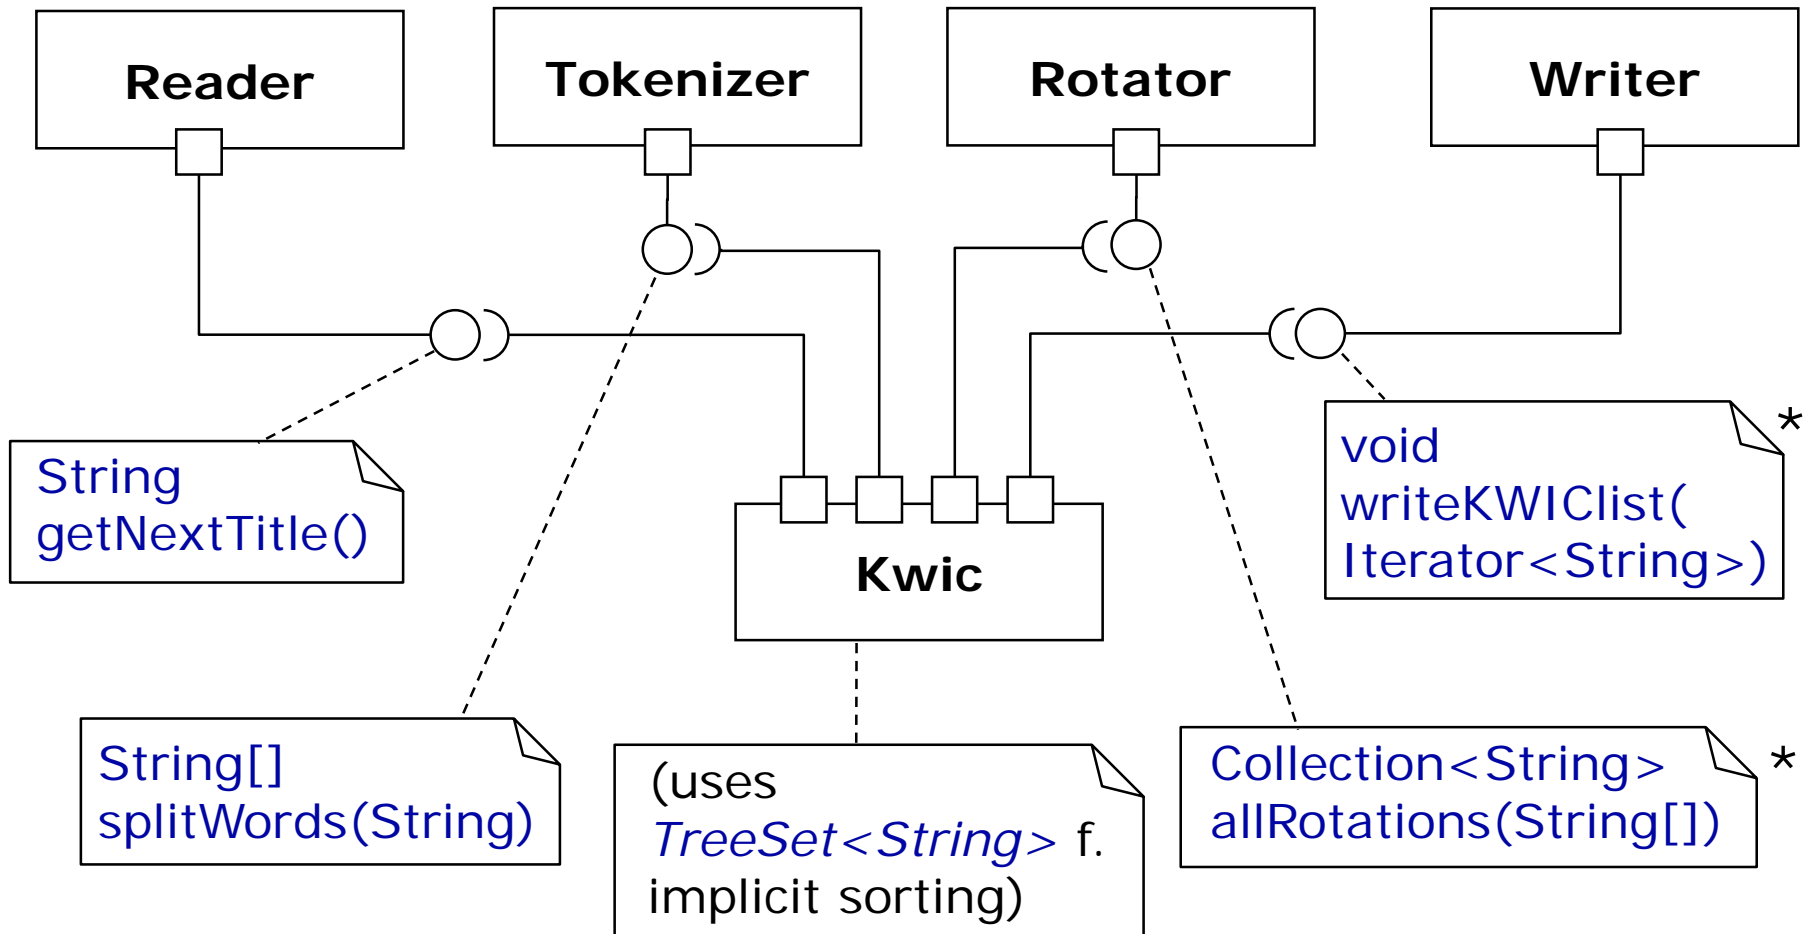 Reader
Tokenizer
Rotator
Writer
String
getNextTitle()
void
writeKWIClist(
Iterator<String>)
*
Kwic
String[]
splitWords(String)
(uses
TreeSet<String> f.
implicit sorting)
Collection<String>
allRotations(String[])
*